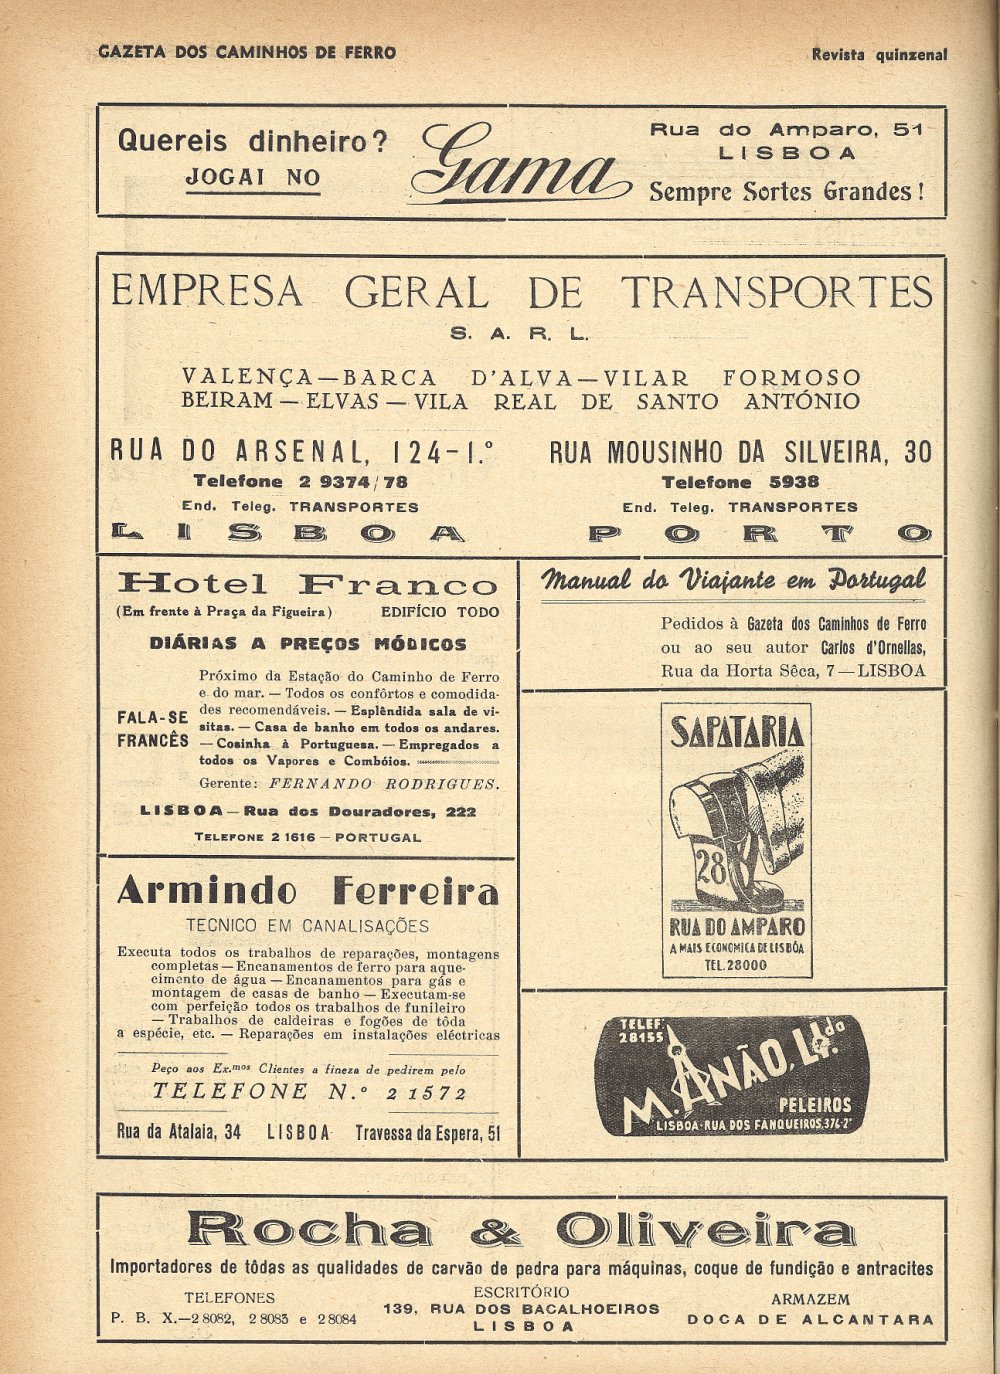 GAZETA DOS CAMINHOS DE FERRO
Revista quinzenal
Quereis dinheiro?
JOGAI NO
Gama
Rua do Amparo, 51
LISBOA
Sempre Sortes Grandes!
EMPRESA GERAL DE TRANSPORTES
S. A. R. L.
VALENÇA—BARCA D'ALVA—VILAR FORMOSO
BEIRAM—ELVAS—VILA REAL DE SANTO ANTÓNIO
RUA DO ARSENAL, 124-1.º
Telefone 2 9374/78
End. Teleg. TRANSPORTES
LISBOA
RUA MOUSINHO DA SILVEIRA, 30
Telefone 5938
End. Teleg. TRANSPORTES
PORTO
Hotel Franco
(Em frente à Praça da Figueira) EDIFÍCIO TODO
DIÁRIAS A PREÇOS MÓDICOS
FALA-SE
FRANCÊS
Próximo da Estação do Caminho de Ferro
e do mar. — Todos os confôrtos e comodida-
des recomendáveis. — Esplêndida sala de vi-
sitas. — Casa de banho em todos os andares.
— Cosinha à Portuguesa. — Empregados a
todos os Vapores e Combóios.
Gerente: FERNANDO RODRIGUES.
LISBOA — Rua dos Douradores, 222
TELEFONE 2 1616 — PORTUGAL
Manual do Viajante em Portugal
Pedidos à Gazeta dos Caminhos de Ferro
ou ao seu autor Carlos d'Ornellas,
Rua da Horta Sêca, 7 — LISBOA
SAPATARIA
28
RUA DO AMPARO
A MAIS ECONOMICA DE LISBÔA
TEL. 28000
Armindo Ferreira
TECNICO EM CANALISAÇÕES
Executa todos os trabalhos de reparações, montagens
completas — Encanamentos de ferro para aque-
cimento de água — Encanamentos para gás e
montagem de casas de banho — Executam-se
com perfeição todos os trabalhos de funileiro
— Trabalhos de caldeiras e fogões de tôda
a espécie, etc. — Reparações em instalações eléctricas
Peço aos Ex.mos Clientes a fineza de pedirem pelo
TELEFONE N.º 2 1572
Rua da Atalaia, 34 LISBOA Travessa da Espera, 51
TELEF.
28155
M. ANÃO, L.da
PELEIROS
LISBOA-RUA DOS FANQUEIROS, 374-2º
Rocha & Oliveira
Importadores de tôdas as qualidades de carvão de pedra para máquinas, coque de fundição e antracites
TELEFONES
P. B. X.—2 8082, 2 8083 e 2 8084
ESCRITÓRIO
139, RUA DOS BACALHOEIROS
LISBOA
ARMAZEM
DOCA DE ALCANTARA